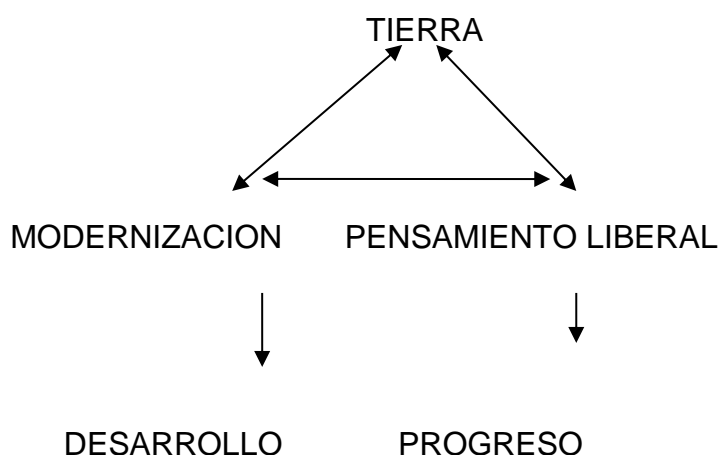 TIERRA
MODERNIZACION PENSAMIENTO LIBERAL
DESARROLLO PROGRESO